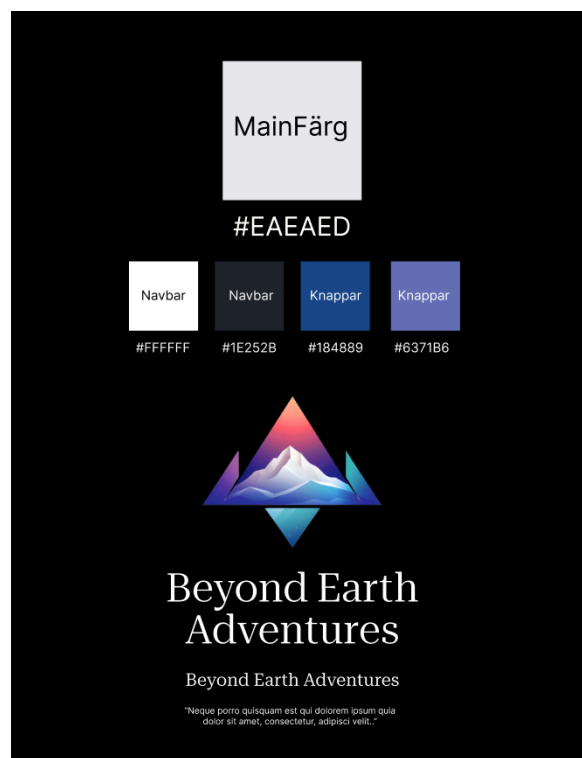 MainFärg
#EAEAED
Navbar
Navbar
Knappar
Knappar
#FFFFFF
#1E252B
#184889
#6371B6
Beyond Earth
Adventures
Beyond Earth Adventures
"Neque porro quisquam est qui dolorem ipsum quia
dolor sit amet, consectetur, adipisci velit.."